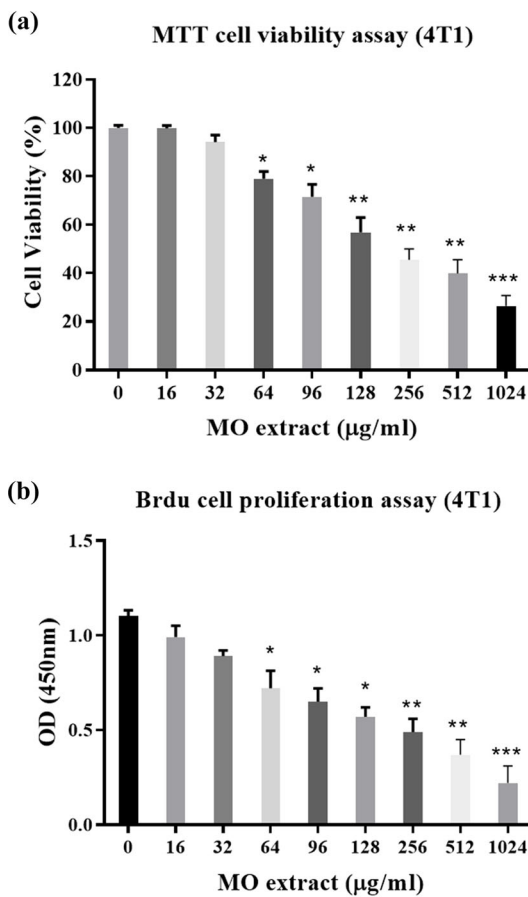 (a)
MTT cell viability assay (4T1)
Cell Viability (%)
120
100
80
60
40
20
0
* * ** ** ** ***
0 16 32 64 96 128 256 512 1024
MO extract (μg/ml)
(b)
Brdu cell proliferation assay (4T1)
OD (450nm)
1.5
1.0
0.5
0.0
* * * ** ** ***
0 16 32 64 96 128 256 512 1024
MO extract (μg/ml)